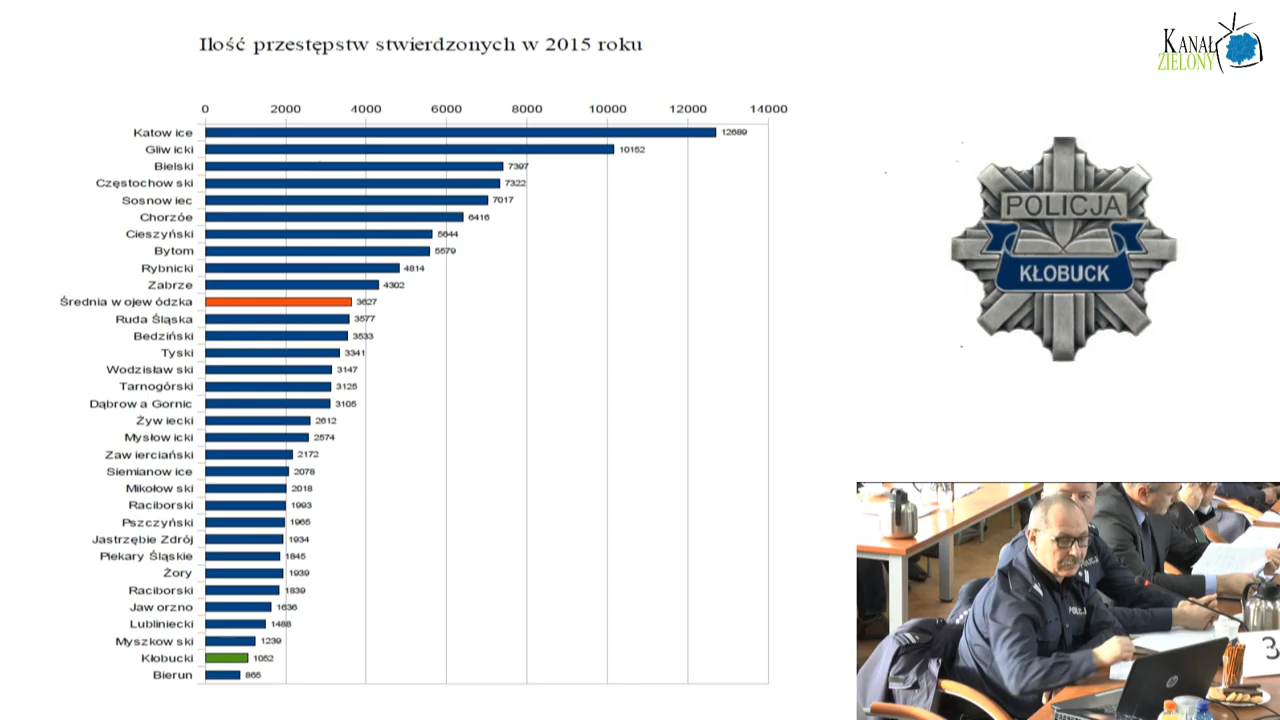 Ilość przestępstw stwierdzonych w 2015 roku
KANAŁ
ZIELONY
0 2000 4000 6000 8000 10000 12000 14000
Katow ice 12689
Gliw icki 10152
Bielski 7397
Częstochow ski 7322
Sosnow iec 7017
Chorzóe 6416
Cieszyński 5644
Bytom 5579
Rybnicki 4814
Zabrze 4302
Średnia w ojew ódzka 3627
Ruda Śląska 3577
Bedziński 3533
Tyski 3341
Wodzisław ski 3147
Tarnogórski 3125
Dąbrow a Gornic 3105
Żyw iecki 2612
Mysłow icki 2574
Zaw ierciański 2172
Siemianow ice 2078
Mikołow ski 2018
Raciborski 1993
Pszczyński 1965
Jastrzębie Zdrój 1934
Piekary Śląskie 1845
Żory 1939
Raciborski 1839
Jaw orzno 1636
Lubliniecki 1488
Myszkow ski 1239
Kłobucki 1052
Bierun 865
POLICJA
KŁOBUCK
POLICJA
POLICJA
3